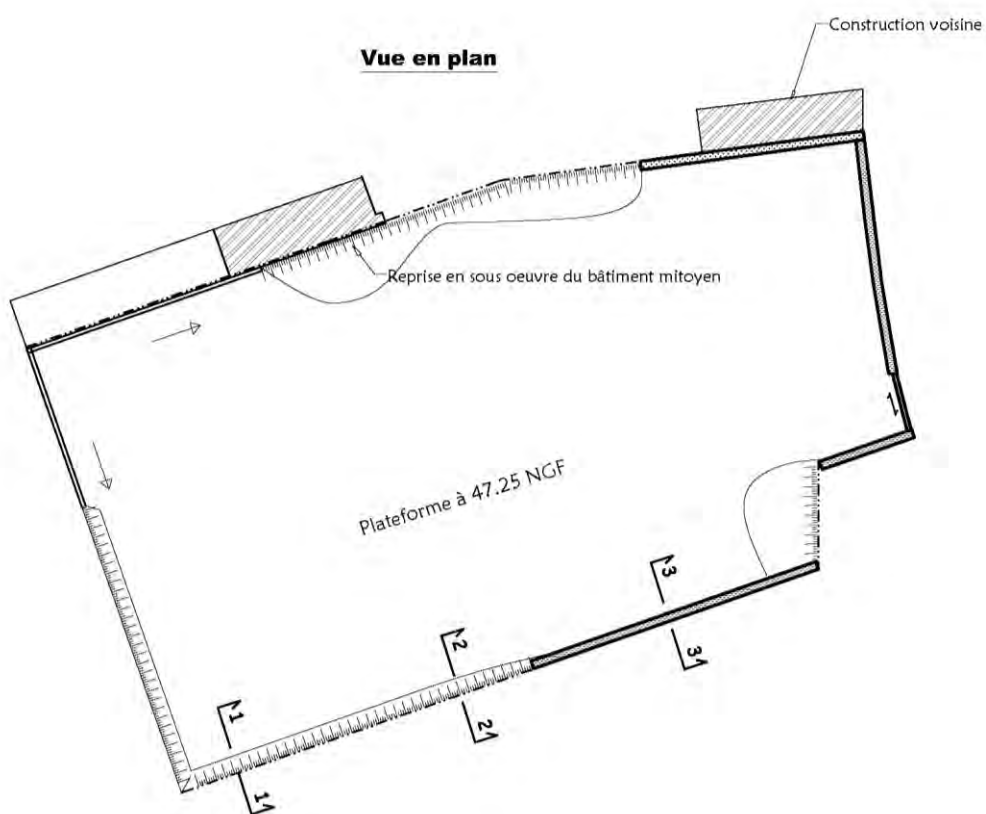 Construction voisine
Vue en plan
Reprise en sous oeuvre du bâtiment mitoyen
Plateforme à 47.25 NGF
3
2
3
1
2
1